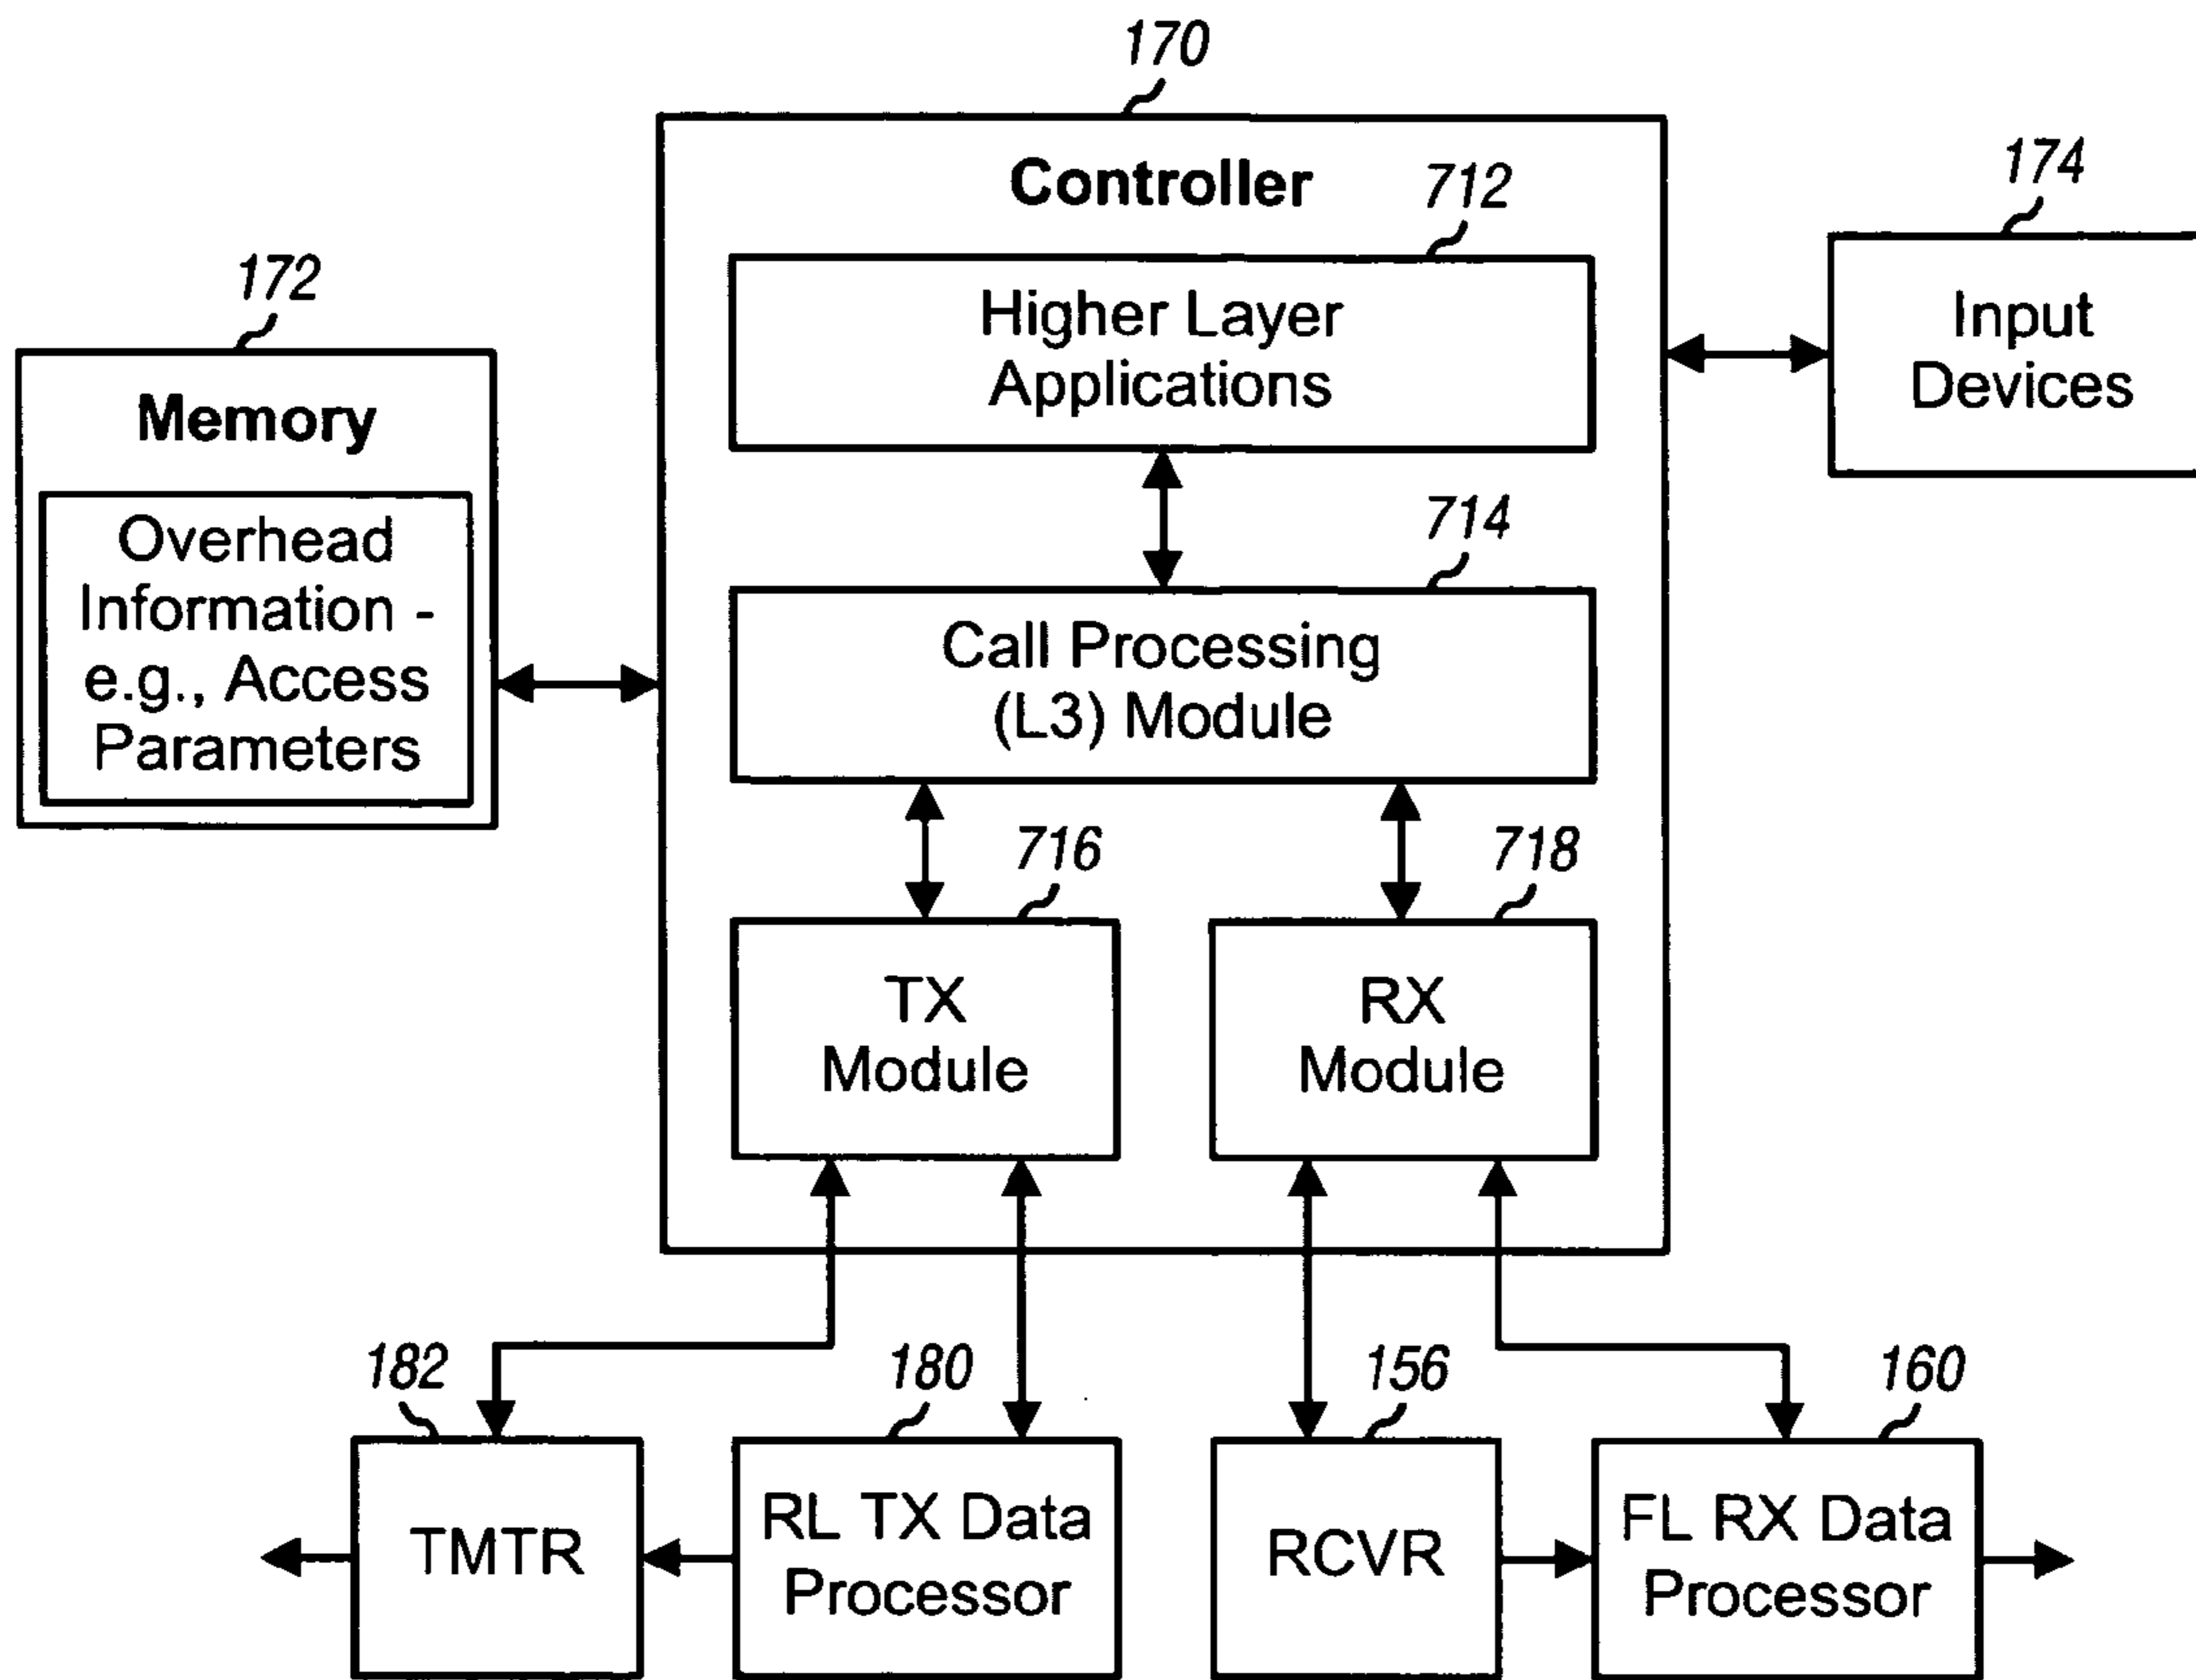 170
Controller
174
712
Higher Layer
Applications
Input
Devices
172
Memory
Overhead
Information -
e.g., Access
Parameters
714
Call Processing
(L3) Module
716
718
TX
Module
RX
Module
182
180
156
160
TMTR
RL TX Data
Processor
RCVR
FL RX Data
Processor